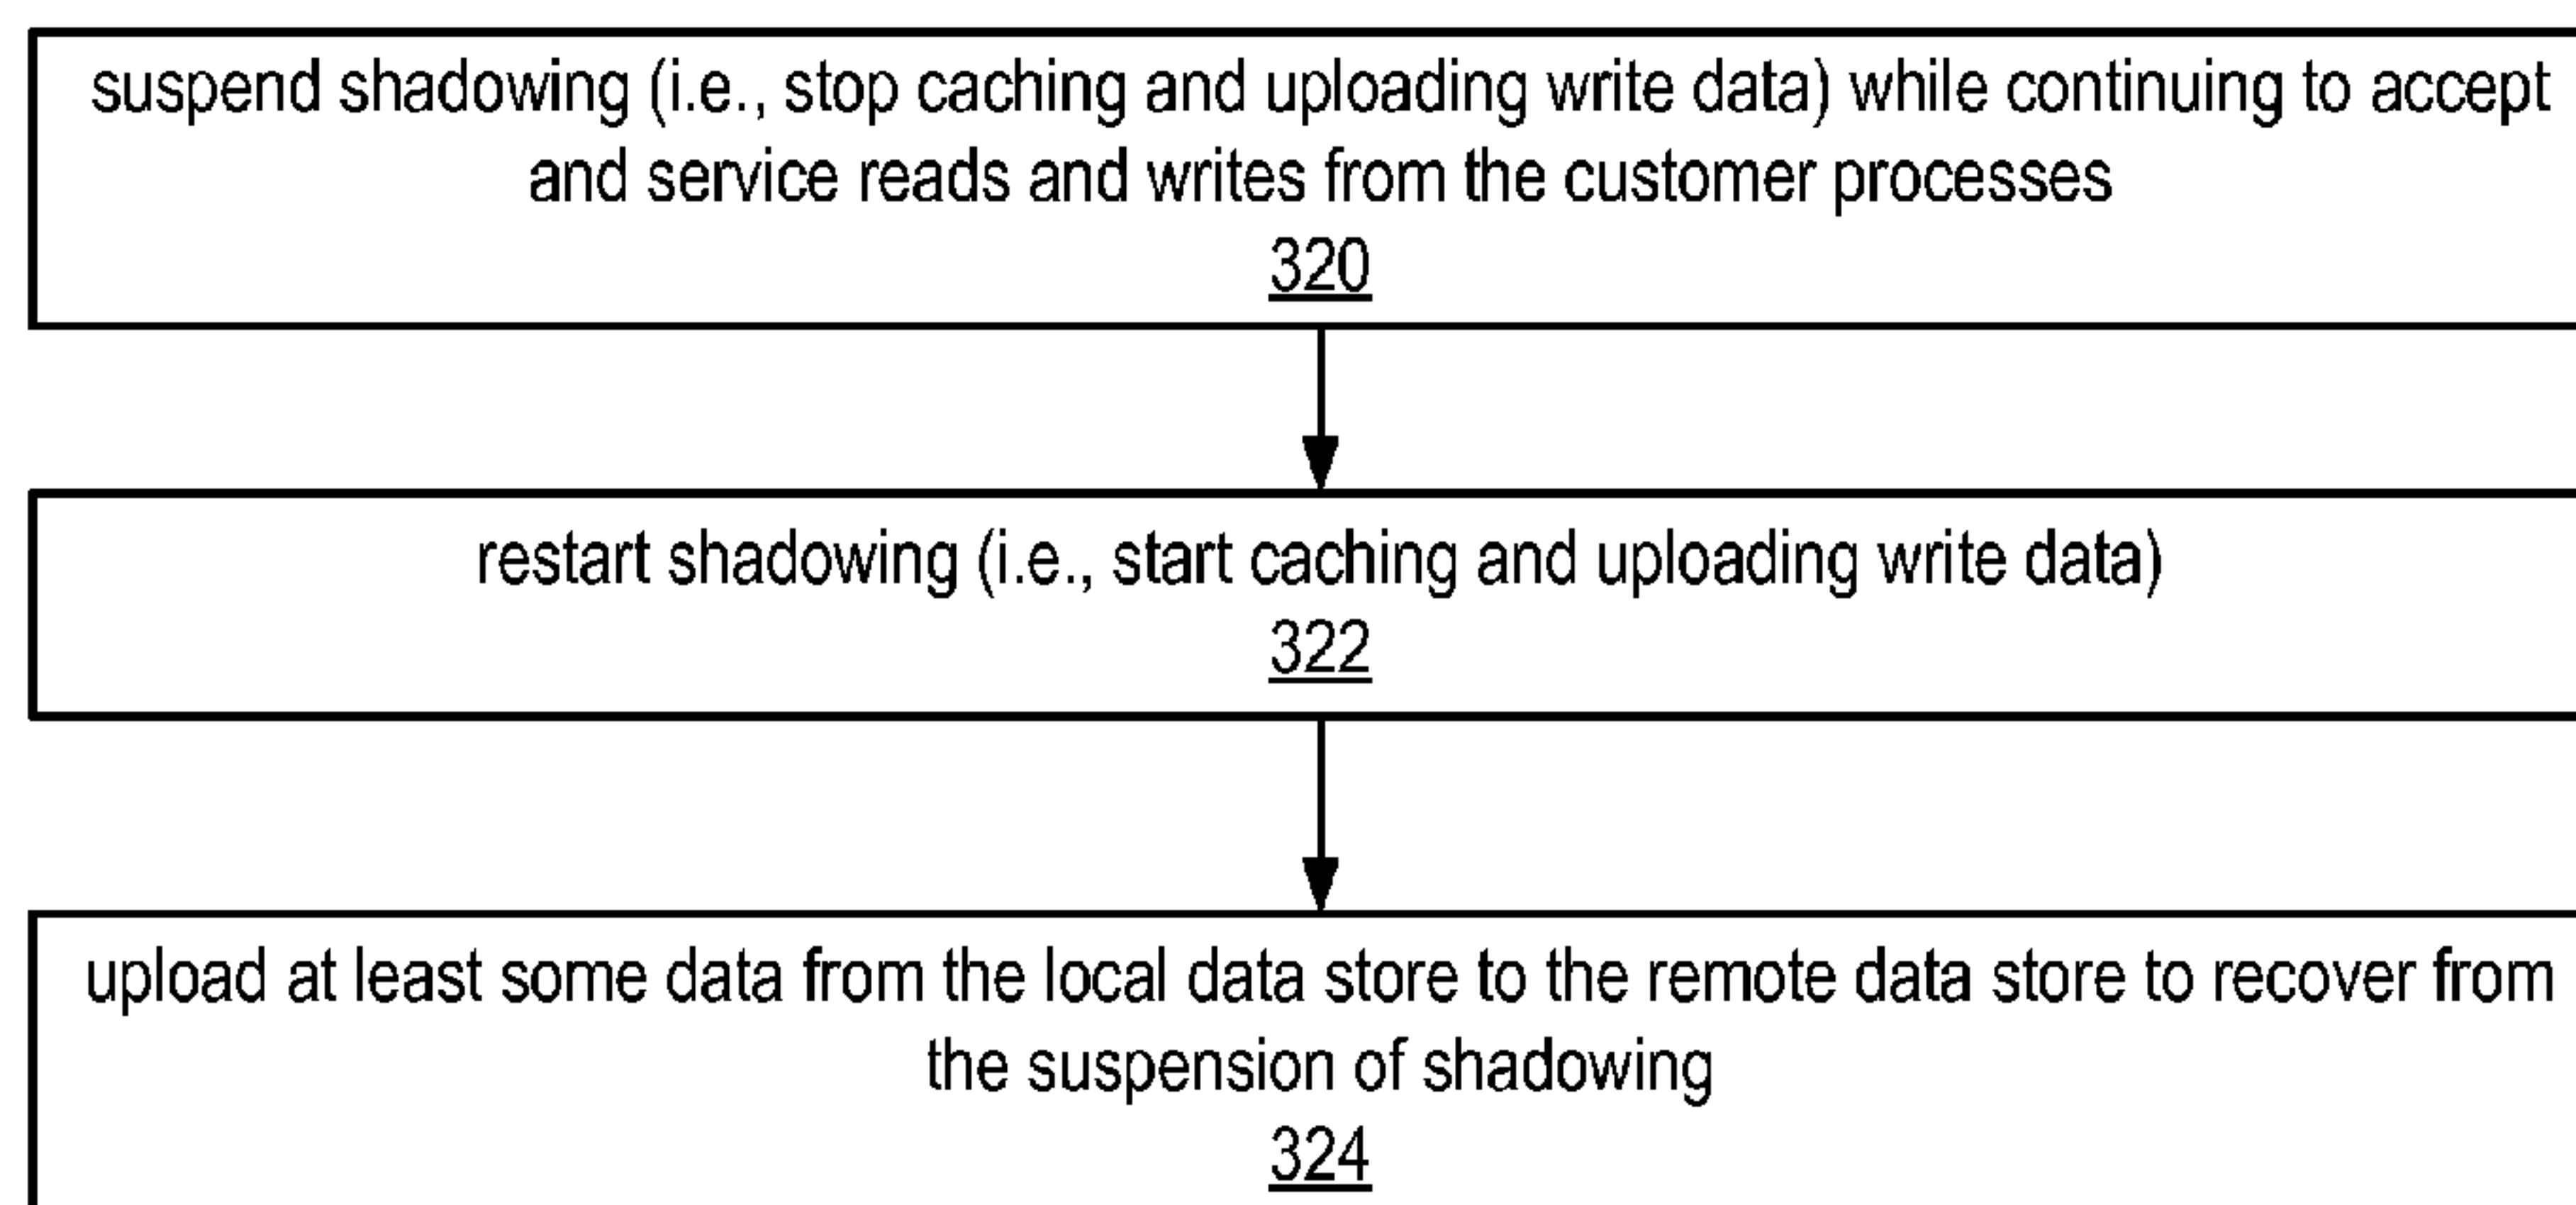 suspend shadowing (i.e., stop caching and uploading write data) while continuing to accept
and service reads and writes from the customer processes
320
restart shadowing (i.e., start caching and uploading write data)
322
upload at least some data from the local data store to the remote data store to recover from
the suspension of shadowing
324